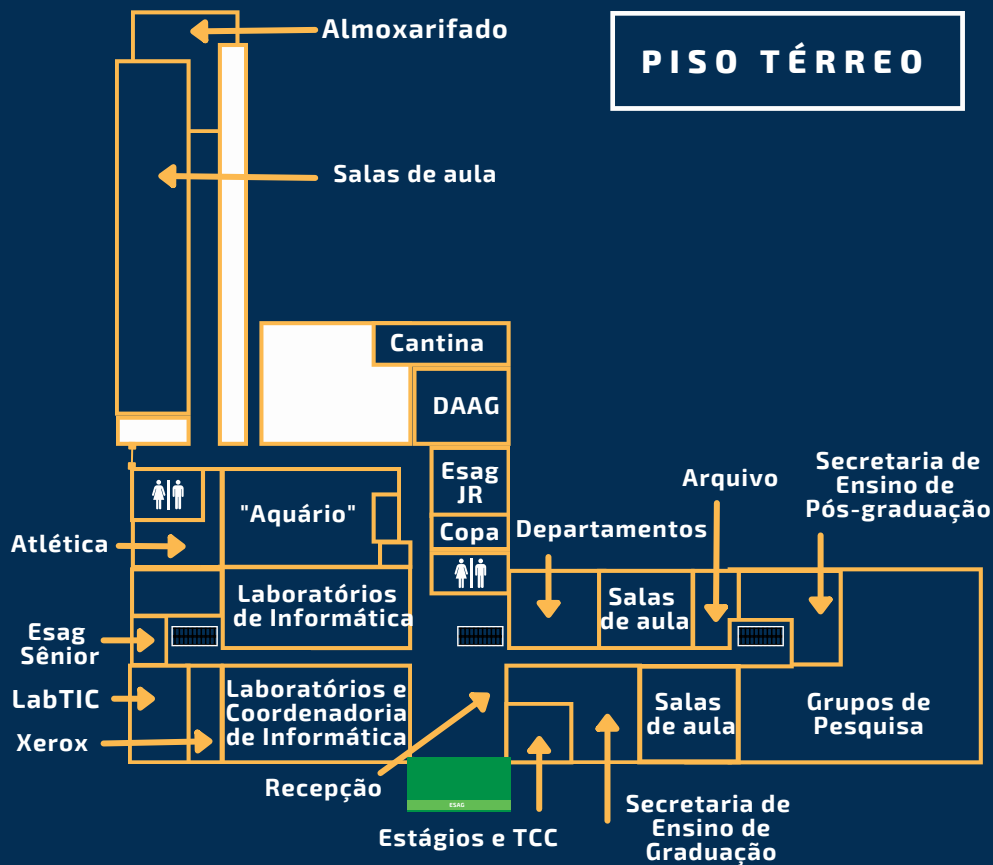 Almoxarifado
PISO TÉRREO
Salas de aula
Cantina
DAAG
Esag
JR
Copa
"Aquário"
Atlética
Departamentos
Arquivo
Secretaria de
Ensino de
Pós-graduação
Laboratórios
de Informática
Salas
de aula
Esag
Sênior
LabTIC
Xerox
Laboratórios e
Coordenadoria
de Informática
Salas
de aula
Grupos de
Pesquisa
Recepção
ESAG
Estágios e TCC
Secretaria de
Ensino de
Graduação